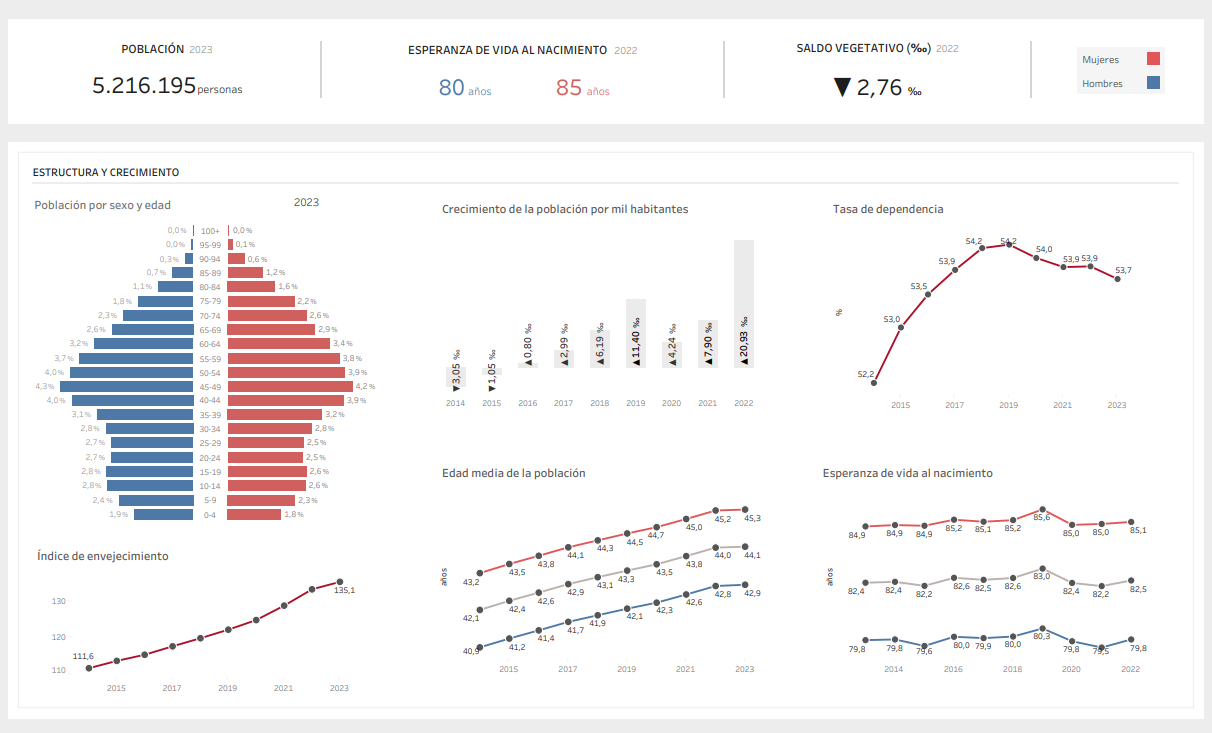 POBLACIÓN 2023
5.216.195 personas
ESPERANZA DE VIDA AL NACIMIENTO 2022
80 años 85 años
SALDO VEGETATIVO (‰) 2022
▼ 2,76 ‰
Mujeres
Hombres
ESTRUCTURA Y CRECIMIENTO
Población por sexo y edad 2023
0,0% 100+ 0,0%
0,0% 95-99 0,1%
0,3% 90-94 0,6%
0,7% 85-89 1,2%
1,1% 80-84 1,6%
1,8% 75-79 2,2%
2,3% 70-74 2,6%
2,6% 65-69 2,9%
3,2% 60-64 3,4%
3,7% 55-59 3,8%
4,0% 50-54 3,9%
4,3% 45-49 4,2%
4,0% 40-44 3,9%
3,1% 35-39 3,2%
2,8% 30-34 2,8%
2,7% 25-29 2,5%
2,7% 20-24 2,5%
2,8% 15-19 2,6%
2,8% 10-14 2,6%
2,4% 5-9 2,3%
1,9% 0-4 1,8%
Índice de envejecimiento
130
120
110
111,6
135,1
2015 2017 2019 2021 2023
Crecimiento de la población por mil habitantes
▼3,05 ‰ ▼1,05 ‰ ▲0,80 ‰ ▲2,99 ‰ ▲6,19 ‰ ▲11,40 ‰ ▲4,24 ‰ ▲7,90 ‰ ▲20,93 ‰
2014 2015 2016 2017 2018 2019 2020 2021 2022
Tasa de dependencia
%
52,2 53,0 53,5 53,9 54,2 54,2 54,0 53,9 53,9 53,7
2015 2017 2019 2021 2023
Edad media de la población
años
43,2 43,5 43,8 44,1 44,3 44,5 44,7 45,0 45,2 45,3
42,1 42,4 42,6 42,9 43,1 43,3 43,5 43,8 44,0 44,1
40,9 41,2 41,4 41,7 41,9 42,1 42,3 42,6 42,8 42,9
2015 2017 2019 2021 2023
Esperanza de vida al nacimiento
años
84,9 84,9 84,9 85,2 85,1 85,2 85,6 85,0 85,0 85,1
82,4 82,4 82,2 82,6 82,5 82,6 83,0 82,4 82,2 82,5
79,8 79,8 79,6 80,0 79,9 80,0 80,3 79,8 79,5 79,8
2014 2016 2018 2020 2022